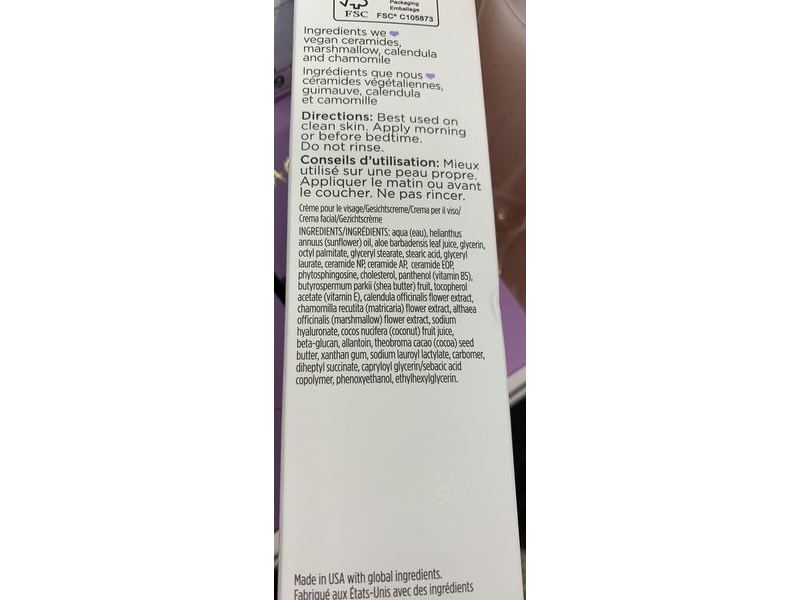 Packaging
Emballage
FSC
FSC® C105873
Ingredients we 💜
vegan ceramides,
marshmallow, calendula
and chamomile
Ingrédients que nous 💜
céramides végétaliennes,
guimauve, calendula
et camomille
Directions: Best used on
clean skin. Apply morning
or before bedtime.
Do not rinse.
Conseils d'utilisation: Mieux
utilisé sur une peau propre.
Appliquer le matin ou avant
le coucher. Ne pas rincer.
Crème pour le visage/Gesichtscreme/Crema per il viso/
Crema facial/Gezichtscrème
INGREDIENTS/INGRÉDIENTS: aqua (eau), helianthus
annuus (sunflower) oil, aloe barbadensis leaf juice, glycerin,
octyl palmitate, glyceryl stearate, stearic acid, glyceryl
laurate, ceramide NP, ceramide AP, ceramide EOP,
phytosphingosine, cholesterol, panthenol (vitamin B5),
butyrospermum parkii (shea butter) fruit, tocopherol
acetate (vitamin E), calendula officinalis flower extract,
chamomilla recutita (matricaria) flower extract, althaea
officinalis (marshmallow) flower extract, sodium
hyaluronate, cocos nucifera (coconut) fruit juice,
beta-glucan, allantoin, theobroma cacao (cocoa) seed
butter, xanthan gum, sodium lauroyl lactylate, carbomer,
diheptyl succinate, capryloyl glycerin/sebacic acid
copolymer, phenoxyethanol, ethylhexylglycerin.
Made in USA with global ingredients.
Fabriqué aux États-Unis avec des ingrédients